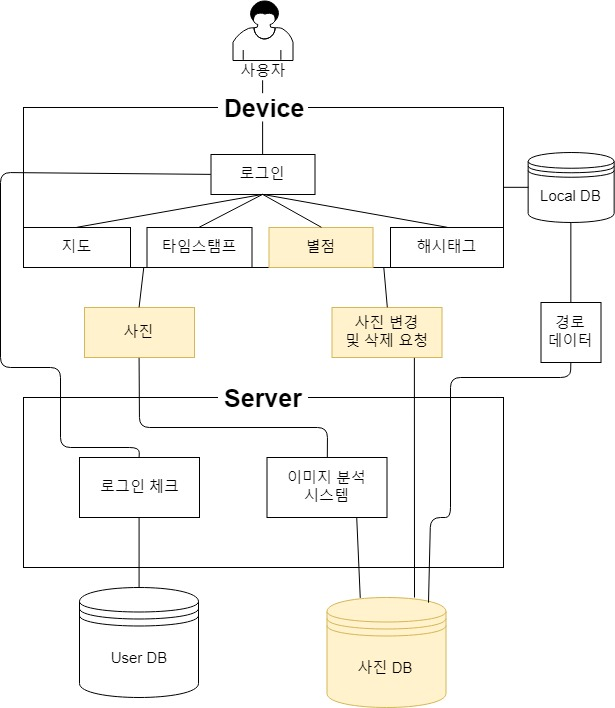 사용자
Device
로그인
Local DB
지도
타임스탬프
별점
해시태그
사진
사진 변경
및 삭제 요청
경로
데이터
Server
로그인 체크
이미지 분석
시스템
User DB
사진 DB